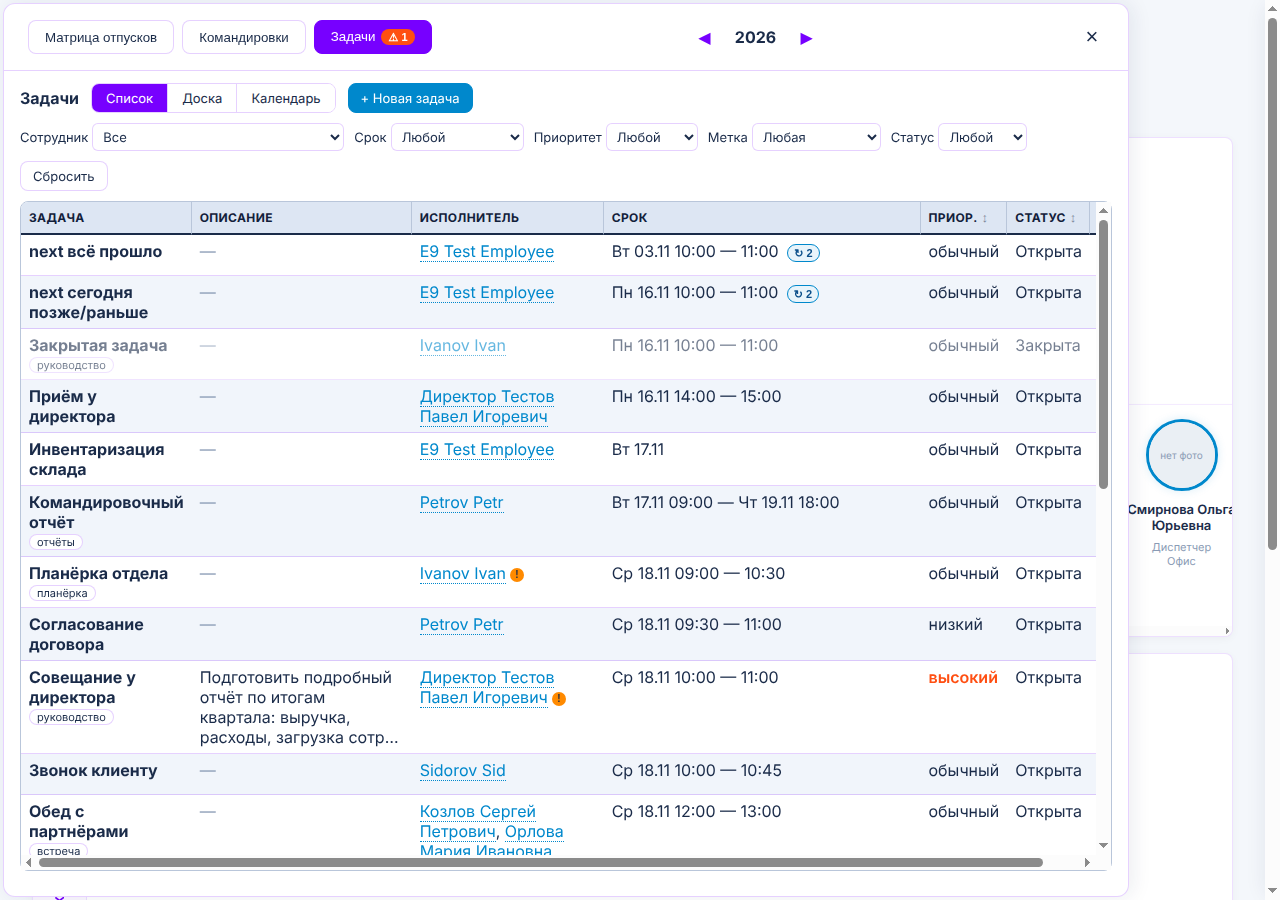 Матрица отпусков
Командировки
Задачи ⚠ 1
◀ 2026 ▶
×
Задачи
Список
Доска
Календарь
+ Новая задача
Сотрудник Все
Срок Любой
Приоритет Любой
Метка Любая
Статус Любой
Сбросить
ЗАДАЧА ОПИСАНИЕ ИСПОЛНИТЕЛЬ СРОК ПРИОР. ↕ СТАТУС ↕
next всё прошло — E9 Test Employee Вт 03.11 10:00 — 11:00 ↻ 2 обычный Открыта
next сегодня — E9 Test Employee Пн 16.11 10:00 — 11:00 ↻ 2 обычный Открыта
позже/раньше
Закрытая задача — Ivanov Ivan Пн 16.11 10:00 — 11:00 обычный Закрыта
руководство
Приём у — Директор Тестов Пн 16.11 14:00 — 15:00 обычный Открыта
директора Павел Игоревич
Инвентаризация — E9 Test Employee Вт 17.11 обычный Открыта
склада
Командировочный — Petrov Petr Вт 17.11 09:00 — Чт 19.11 18:00 обычный Открыта
отчёт
отчёты
Планёрка отдела — Ivanov Ivan ! Ср 18.11 09:00 — 10:30 обычный Открыта
планёрка
Согласование — Petrov Petr Ср 18.11 09:30 — 11:00 низкий Открыта
договора
Совещание у Подготовить подробный Директор Тестов Ср 18.11 10:00 — 11:00 высокий Открыта
директора отчёт по итогам Павел Игоревич !
руководство квартала: выручка,
расходы, загрузка сотр...
Звонок клиенту — Sidorov Sid Ср 18.11 10:00 — 10:45 обычный Открыта
Обед с — Козлов Сергей Ср 18.11 12:00 — 13:00 обычный Открыта
партнёрами Петрович, Орлова
встреча Мария Ивановна
нет фото
Смирнова Ольга
Юрьевна
Диспетчер
Офис